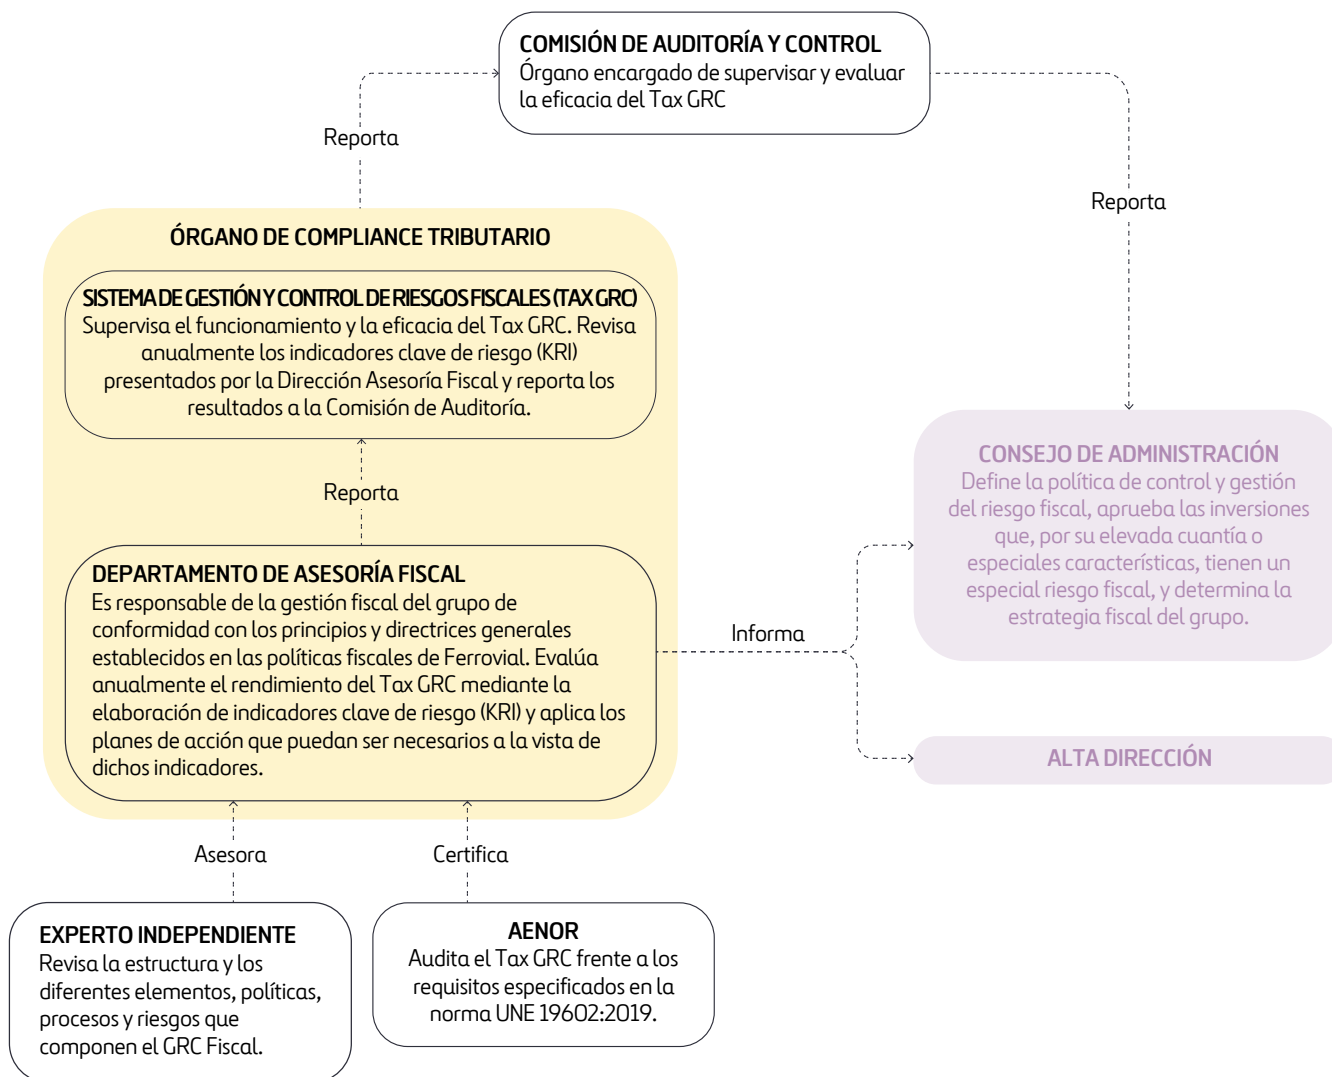 COMISIÓN DE AUDITORÍA Y CONTROL
Órgano encargado de supervisar y evaluar
la eficacia del Tax GRC
Reporta
Reporta
ÓRGANO DE COMPLIANCE TRIBUTARIO
SISTEMA DE GESTIÓN Y CONTROL DE RIESGOS FISCALES (TAX GRC)
Supervisa el funcionamiento y la eficacia del Tax GRC. Revisa
anualmente los indicadores clave de riesgo (KRI)
presentados por la Dirección Asesoría Fiscal y reporta los
resultados a la Comisión de Auditoría.
Reporta
DEPARTAMENTO DE ASESORÍA FISCAL
Es responsable de la gestión fiscal del grupo de
conformidad con los principios y directrices generales
establecidos en las políticas fiscales de Ferrovial. Evalúa
anualmente el rendimiento del Tax GRC mediante la
elaboración de indicadores clave de riesgo (KRI) y aplica los
planes de acción que puedan ser necesarios a la vista de
dichos indicadores.
Informa
CONSEJO DE ADMINISTRACIÓN
Define la política de control y gestión
del riesgo fiscal, aprueba las inversiones
que, por su elevada cuantía o
especiales características, tienen un
especial riesgo fiscal, y determina la
estrategia fiscal del grupo.
ALTA DIRECCIÓN
Asesora
Certifica
EXPERTO INDEPENDIENTE
Revisa la estructura y los
diferentes elementos, políticas,
procesos y riesgos que
componen el GRC Fiscal.
AENOR
Audita el Tax GRC frente a los
requisitos especificados en la
norma UNE 19602:2019.